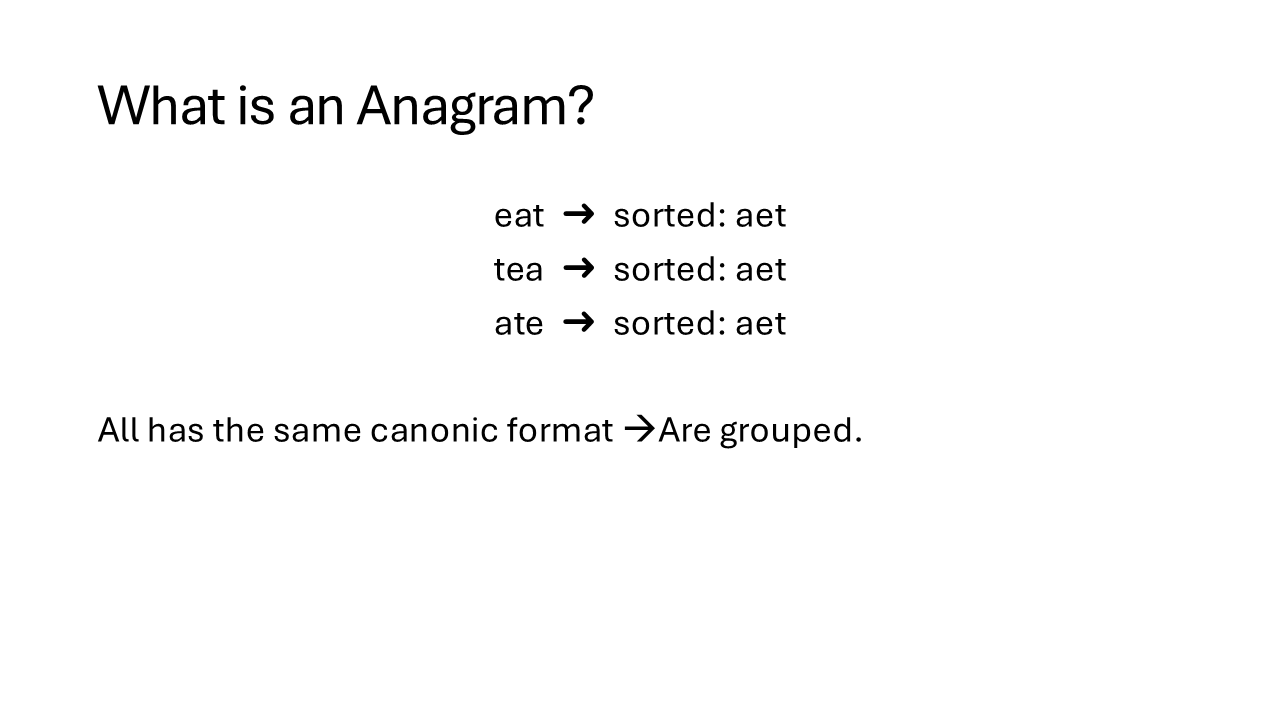 What is an Anagram?
eat ➜ sorted: aet
tea ➜ sorted: aet
ate ➜ sorted: aet
All has the same canonic format →Are grouped.